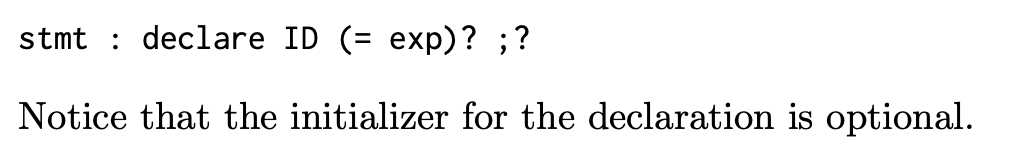 stmt : declare ID (= exp)? ;?
Notice that the initializer for the declaration is optional.